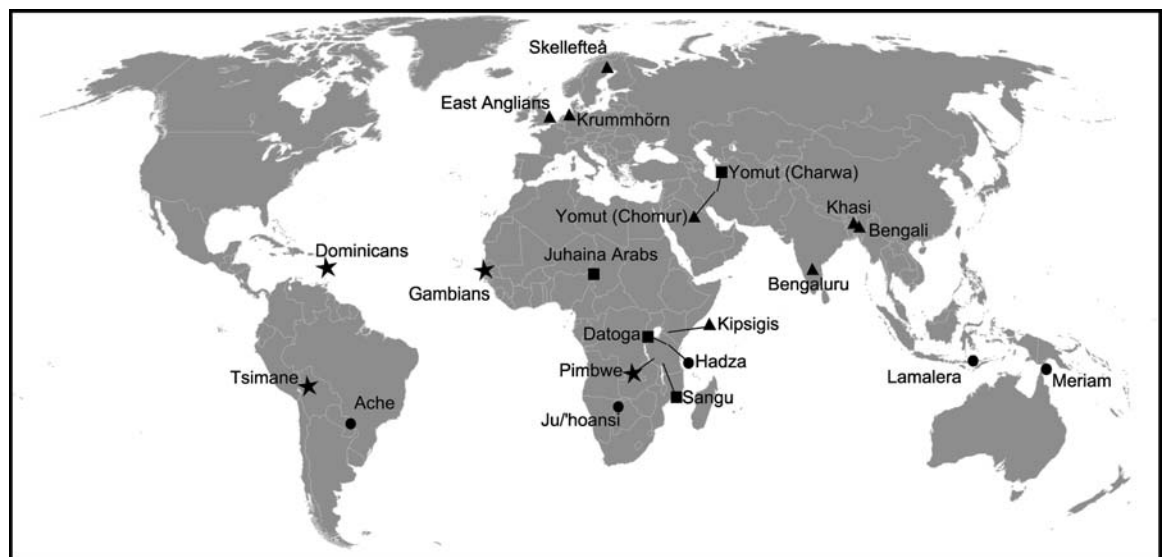 Skellefteå
East Anglians
Krummhörn
Yomut (Charwa)
Yomut (Chomur)
Khasi
Bengali
Dominicans
Juhaina Arabs
Gambians
Bengaluru
Kipsigis
Datoga
Hadza
Pimbwe
Lamalera
Meriam
Tsimane
Sangu
Ache
Ju/'hoansi